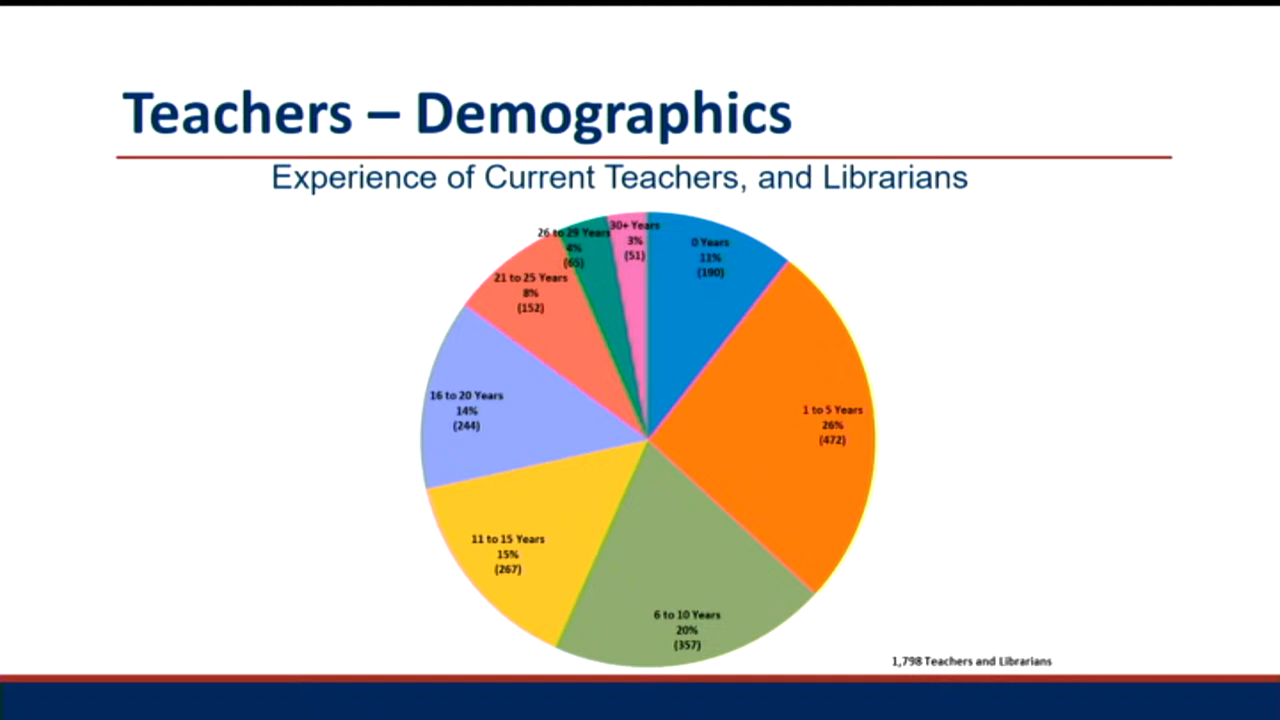 Teachers – Demographics
Experience of Current Teachers, and Librarians
30+ Years
3%
(51)
26 to 29 Years
4%
(65)
0 Years
11%
(190)
21 to 25 Years
8%
(152)
16 to 20 Years
14%
(244)
1 to 5 Years
26%
(472)
11 to 15 Years
15%
(267)
6 to 10 Years
20%
(357)
1,798 Teachers and Librarians